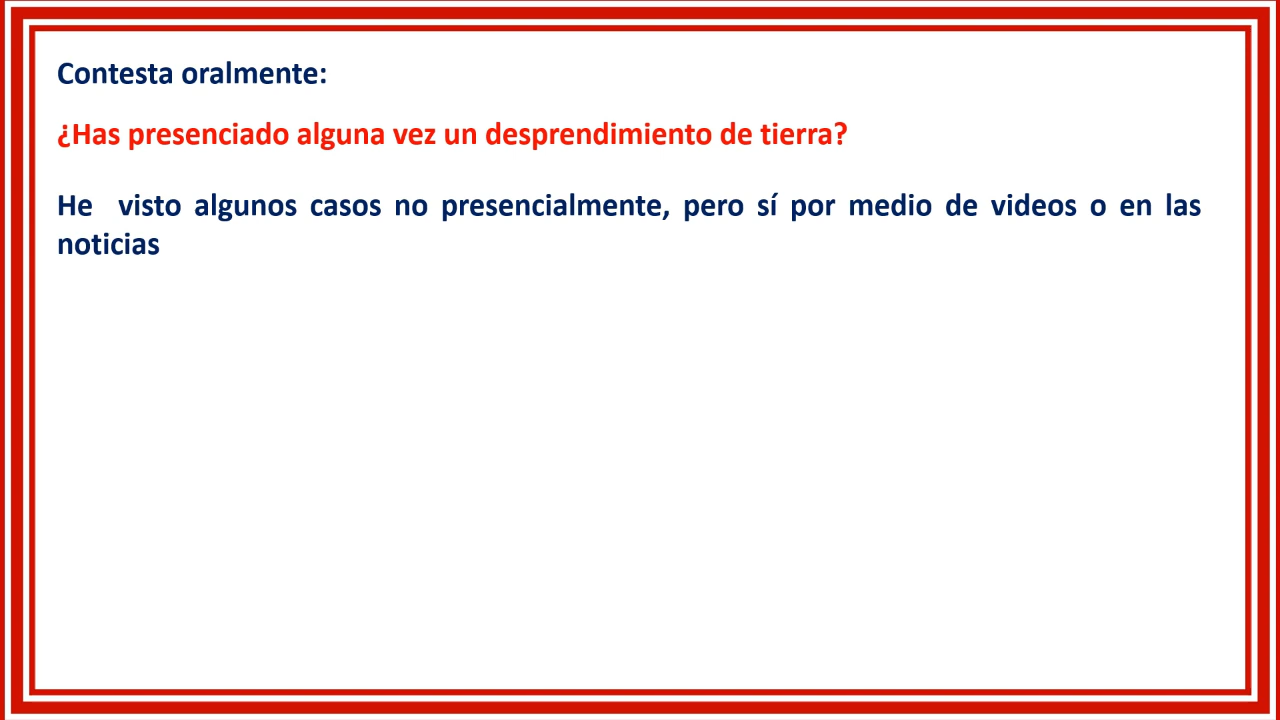 Contesta oralmente:
¿Has presenciado alguna vez un desprendimiento de tierra?
He visto algunos casos no presencialmente, pero sí por medio de videos o en las
noticias